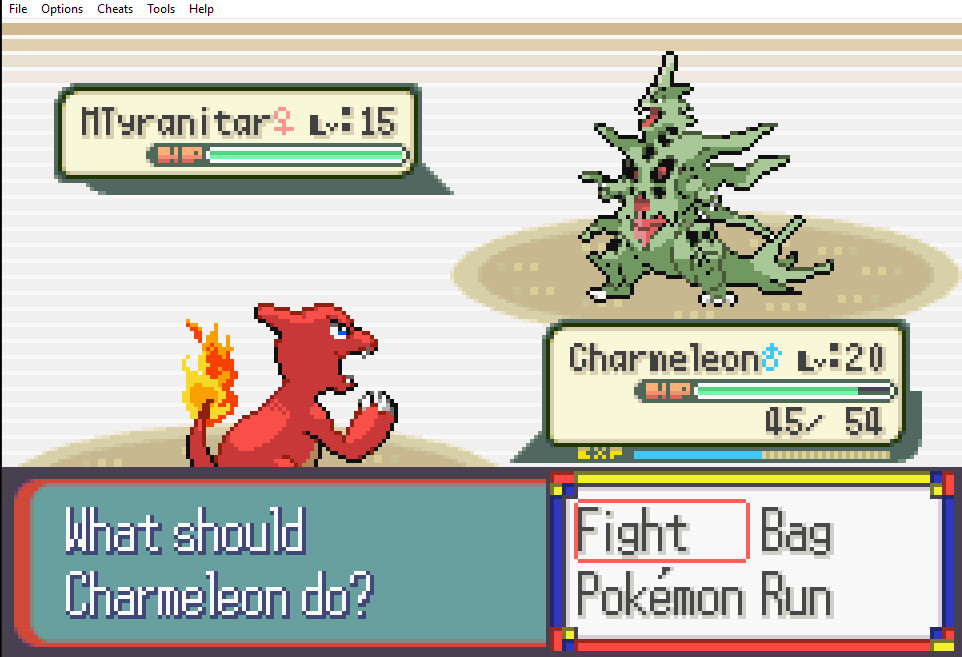 File Options Cheats Tools Help
MTyranitar♀ Lv:15
HP
Charmeleon♂ Lv:20
HP
45/ 54
EXP
What should
Charmeleon do?
Fight Bag
Pokémon Run